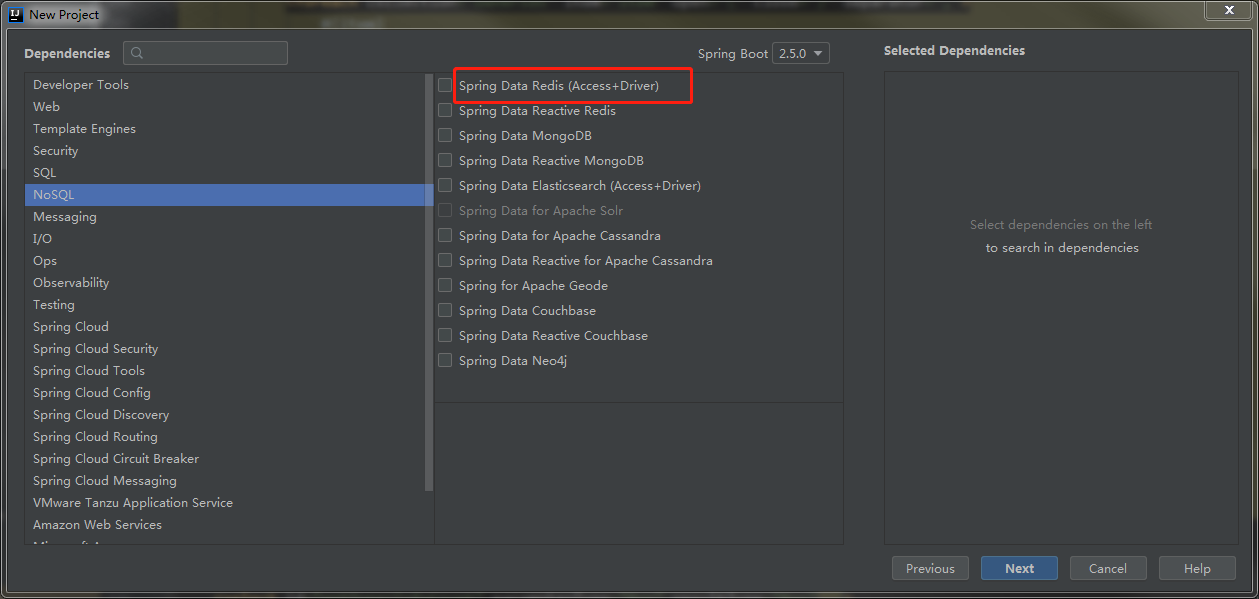 New Project
Dependencies
Spring Boot 2.5.0
Selected Dependencies
Developer Tools
Web
Template Engines
Security
SQL
NoSQL
Messaging
I/O
Ops
Observability
Testing
Spring Cloud
Spring Cloud Security
Spring Cloud Tools
Spring Cloud Config
Spring Cloud Discovery
Spring Cloud Routing
Spring Cloud Circuit Breaker
Spring Cloud Messaging
VMware Tanzu Application Service
Amazon Web Services
Spring Data Redis (Access+Driver)
Spring Data Reactive Redis
Spring Data MongoDB
Spring Data Reactive MongoDB
Spring Data Elasticsearch (Access+Driver)
Spring Data for Apache Solr
Spring Data for Apache Cassandra
Spring Data Reactive for Apache Cassandra
Spring for Apache Geode
Spring Data Couchbase
Spring Data Reactive Couchbase
Spring Data Neo4j
Select dependencies on the left
to search in dependencies
Previous
Next
Cancel
Help